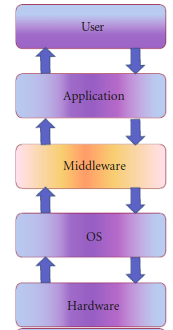 User
Application
Middleware
OS
Hardware